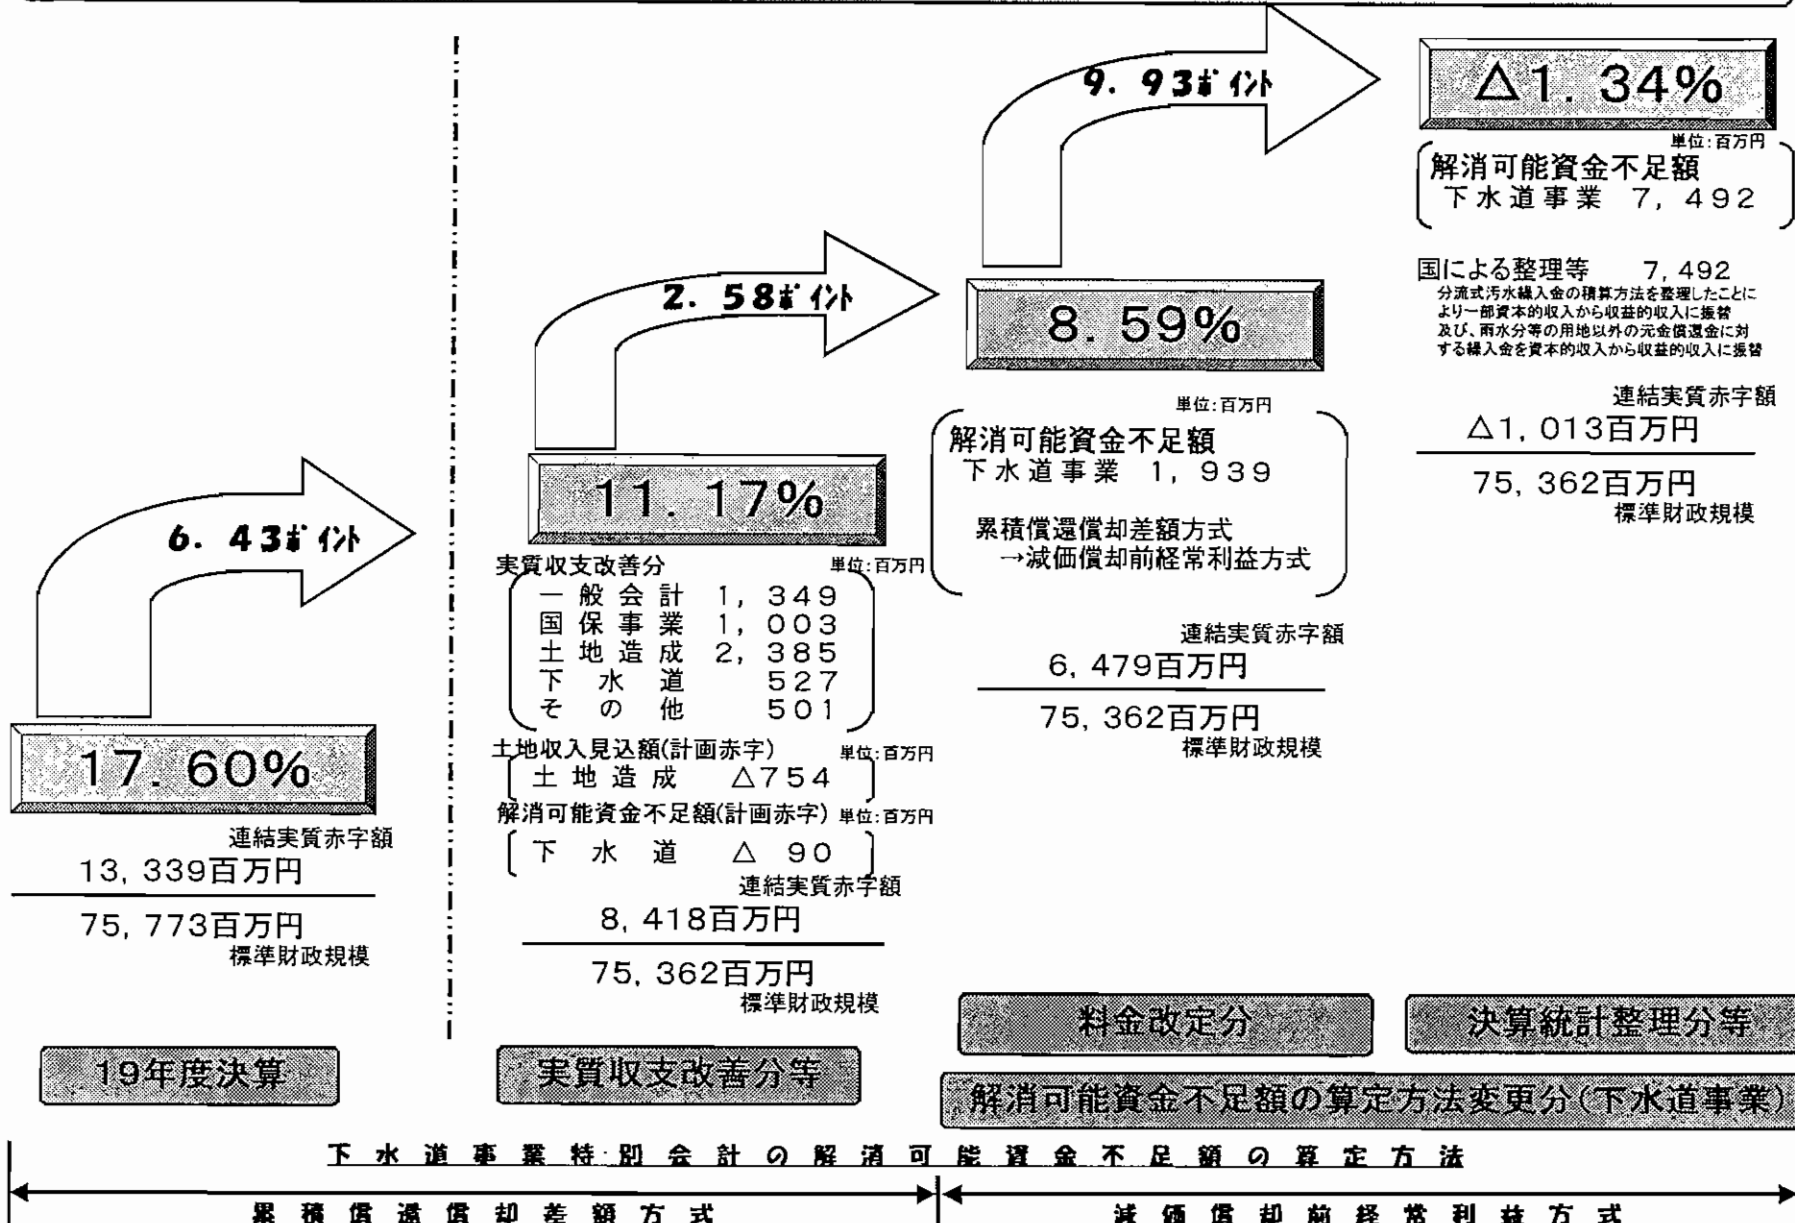 6. 43ポイント
17. 60%
連結実質赤字額
13, 339百万円
75, 773百万円
標準財政規模
19年度決算
2. 58ポイント
11. 17%
実質収支改善分
単位:百万円
一般会計 1, 349
国保事業 1, 003
土地造成 2, 385
下水道 527
その他 501
土地収入見込額(計画赤字) 単位:百万円
土地造成 △754
解消可能資金不足額(計画赤字) 単位:百万円
下水道 △ 90
連結実質赤字額
8, 418百万円
75, 362百万円
標準財政規模
実質収支改善分等
9. 93ポイント
8. 59%
単位:百万円
解消可能資金不足額
下水道事業 1, 939
累積償還償却差額方式
→減価償却前経常利益方式
連結実質赤字額
6, 479百万円
75, 362百万円
標準財政規模
料金改定分
△1. 34%
単位:百万円
解消可能資金不足額
下水道事業 7, 492
国による整理等 7, 492
分流式汚水繰入金の積算方法を整理したことに
より一部資本的収入から収益的収入に振替
及び、雨水分等の用地以外の元金償還金に対
する繰入金を資本的収入から収益的収入に振替
連結実質赤字額
△1, 013百万円
75, 362百万円
標準財政規模
決算統計整理分等
解消可能資金不足額の算定方法変更分(下水道事業)
下水道事業特別会計の解消可能資金不足額の算定方法
累積償還償却差額方式
減価償却前経常利益方式